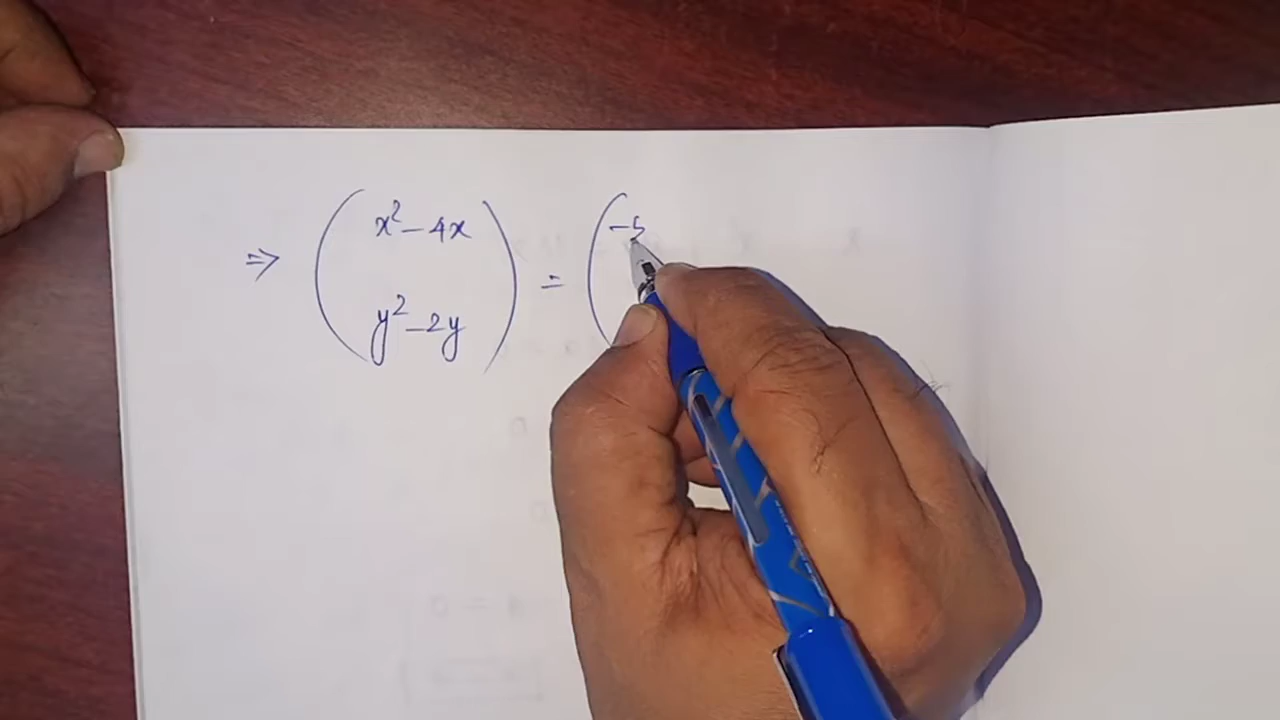 ⇒ ( x² - 4x ) = ( -5
( y² - 2y )